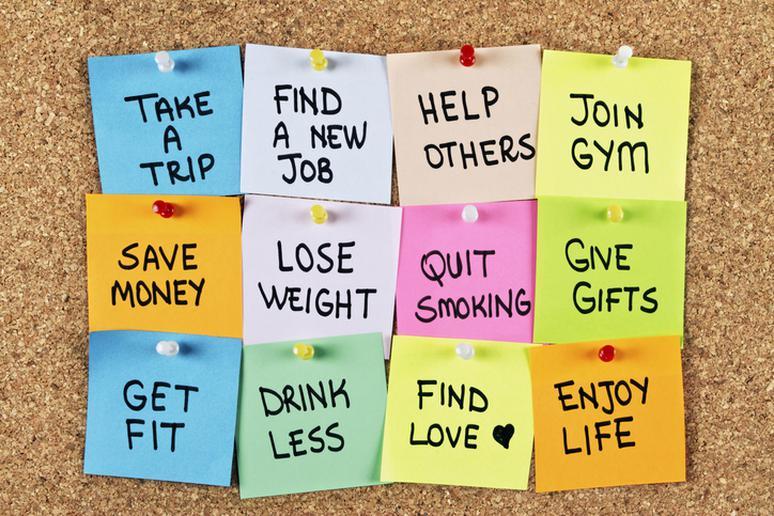 TAKE
A
TRIP
FIND
A NEW
JOB
HELP
OTHERS
JOIN
GYM
SAVE
MONEY
LOSE
WEIGHT
QUIT
SMOKING
GIVE
GIFTS
GET
FIT
DRINK
LESS
FIND
LOVE ♥
ENJOY
LIFE